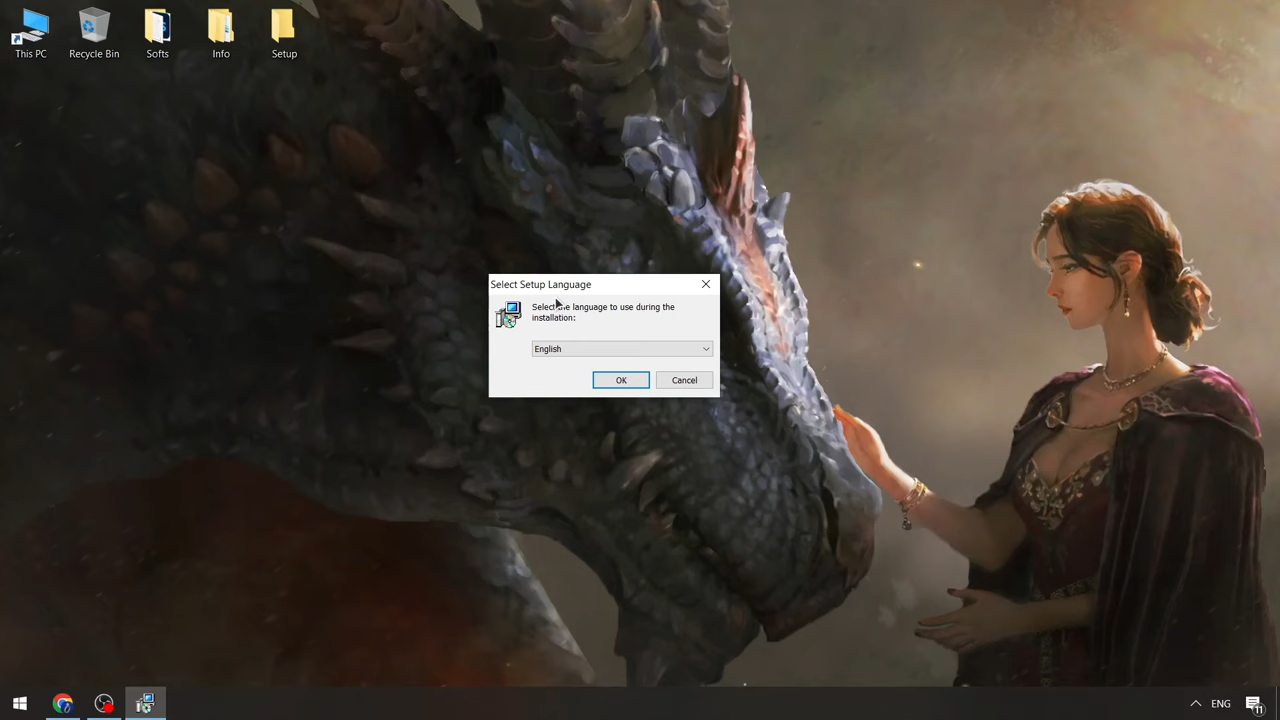 This PC
Recycle Bin
Softs
Info
Setup
Select Setup Language
Select the language to use during the
installation:
English
OK
Cancel
ENG
11